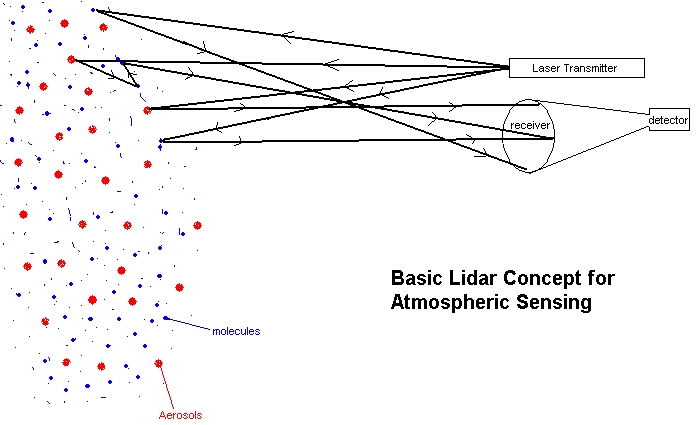 Laser Transmitter
receiver
detector
Basic Lidar Concept for
Atmospheric Sensing
molecules
Aerosols